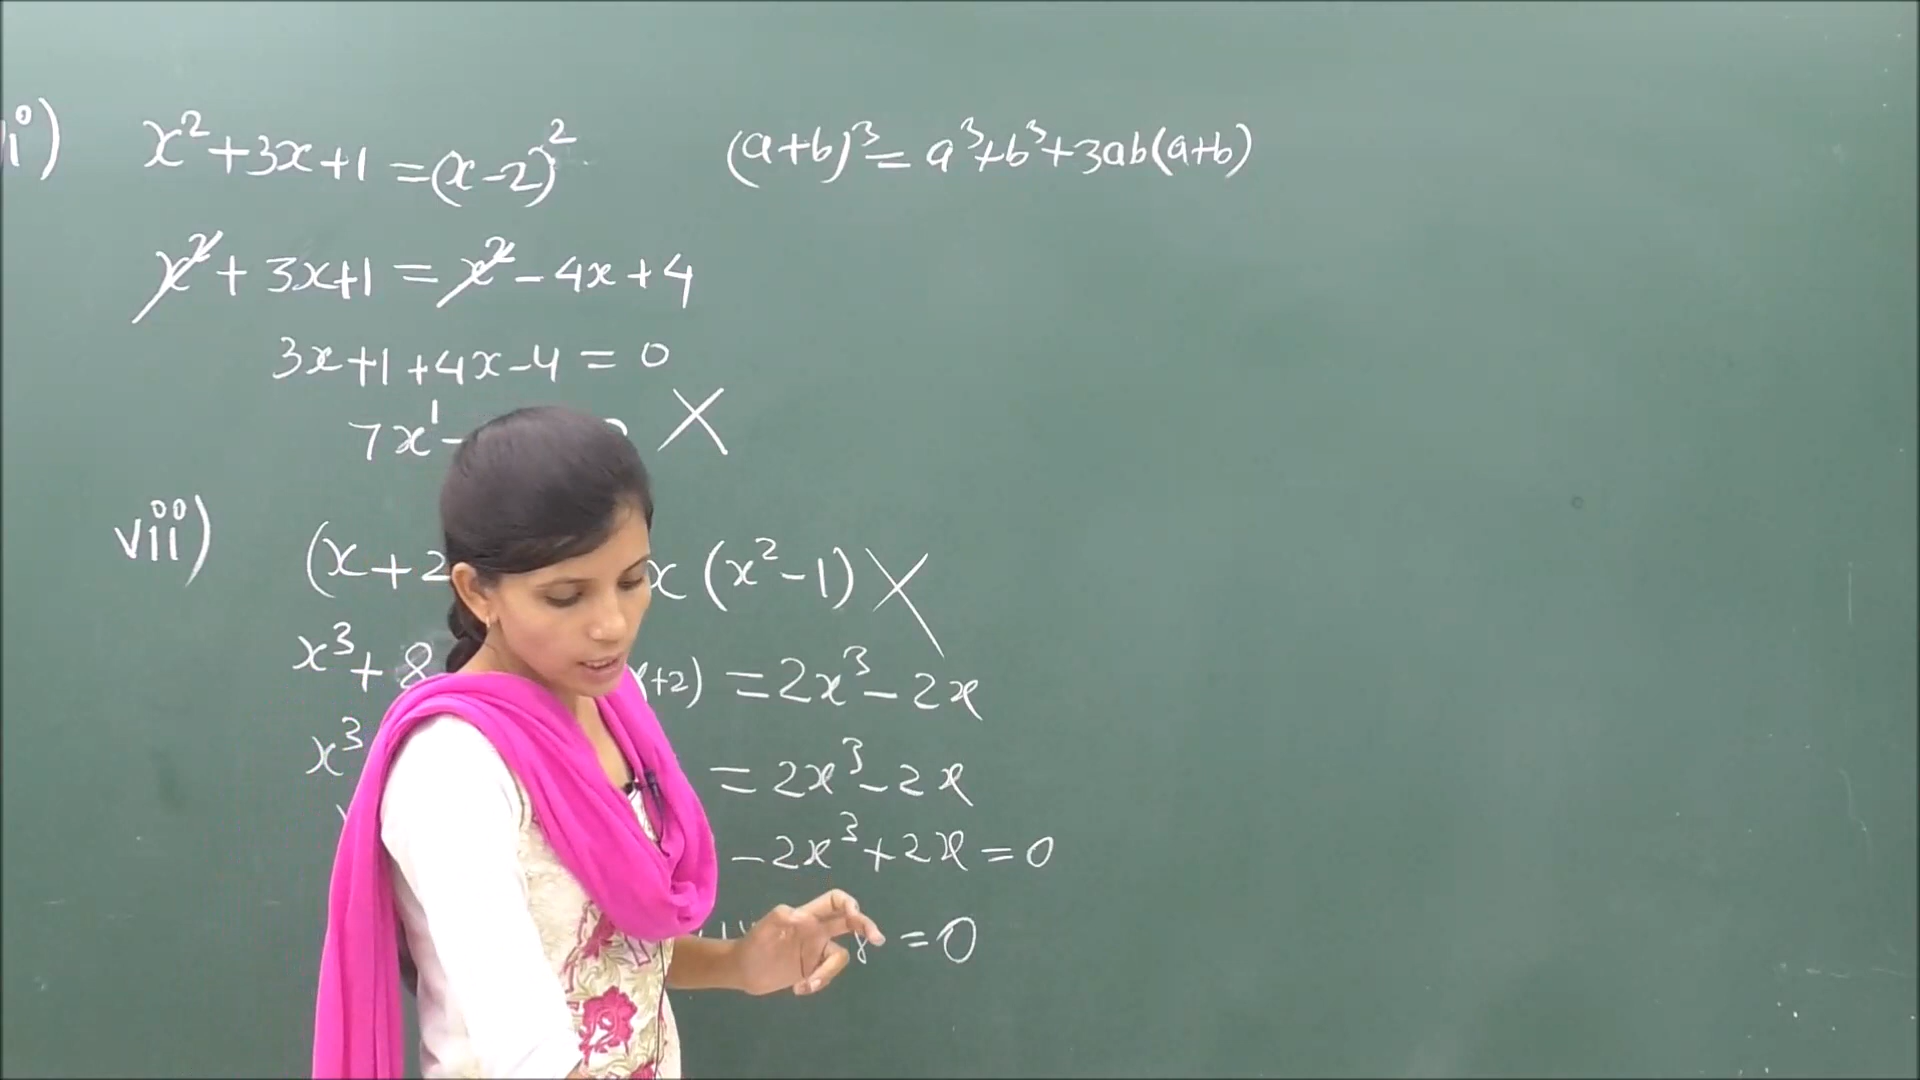 i) x² + 3x + 1 = (x - 2)²
(a+b)³ = a³ + b³ + 3ab(a+b)
x² + 3x + 1 = x² - 4x + 4
3x + 1 + 4x - 4 = 0
7x¹ -
vii) (x + 2 x (x² - 1)
x³ + 8 +2) = 2x³ - 2x
x³ = 2x³ - 2x
- 2x³ + 2x = 0
= 0